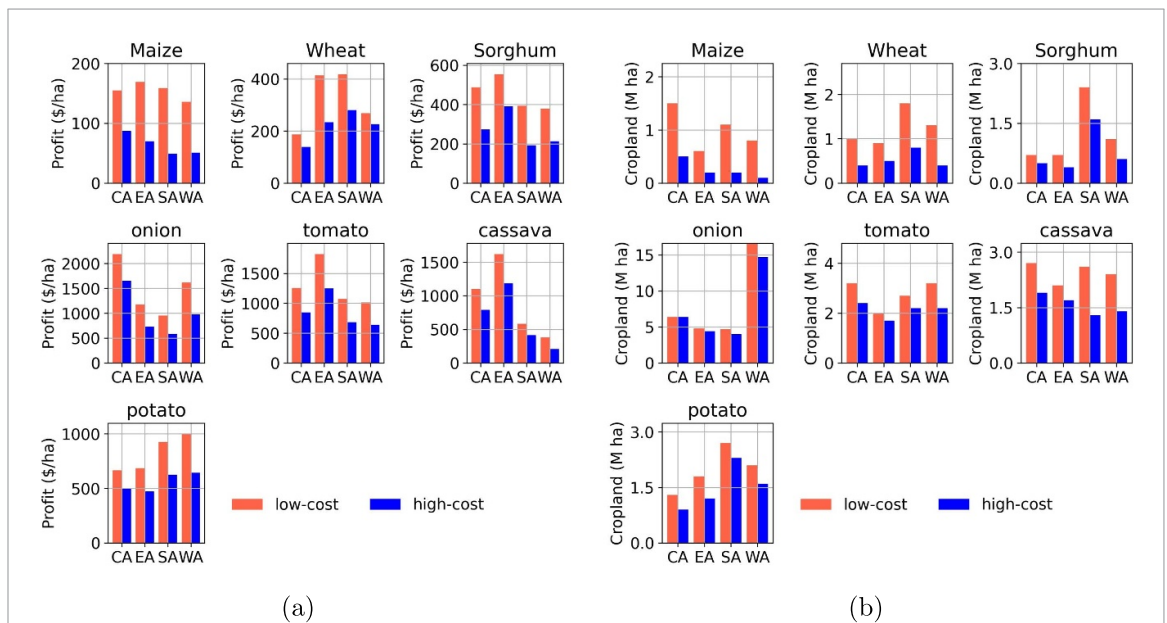 Maize Wheat Sorghum
Profit ($/ha) 200 100 0 CA EA SA WA
Profit ($/ha) 400 200 0 CA EA SA WA
Profit ($/ha) 600 400 200 0 CA EA SA WA
onion tomato cassava
Profit ($/ha) 2000 1500 1000 500 0 CA EA SA WA
Profit ($/ha) 1500 1000 500 0 CA EA SA WA
Profit ($/ha) 1500 1000 500 0 CA EA SA WA
potato
Profit ($/ha) 1000 500 0 CA EA SA WA
low-cost high-cost
(a)
Maize Wheat Sorghum
Cropland (M ha) 2 1 0 CA EA SA WA
Cropland (M ha) 2 1 0 CA EA SA WA
Cropland (M ha) 3.0 1.5 0.0 CA EA SA WA
onion tomato cassava
Cropland (M ha) 15 10 5 0 CA EA SA WA
Cropland (M ha) 4 2 0 CA EA SA WA
Cropland (M ha) 3.0 1.5 0.0 CA EA SA WA
potato
Cropland (M ha) 3.0 1.5 0.0 CA EA SA WA
low-cost high-cost
(b)